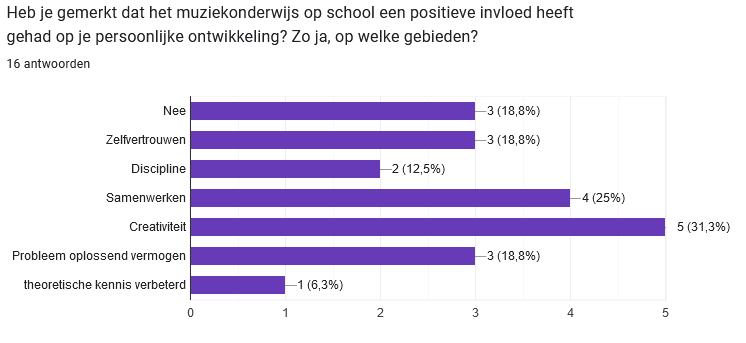 Heb je gemerkt dat het muziekonderwijs op school een positieve invloed heeft
gehad op je persoonlijke ontwikkeling? Zo ja, op welke gebieden?
16 antwoorden
Nee 3 (18,8%)
Zelfvertrouwen 3 (18,8%)
Discipline 2 (12,5%)
Samenwerken 4 (25%)
Creativiteit 5 (31,3%)
Probleem oplossend vermogen 3 (18,8%)
theoretische kennis verbeterd 1 (6,3%)
0 1 2 3 4 5